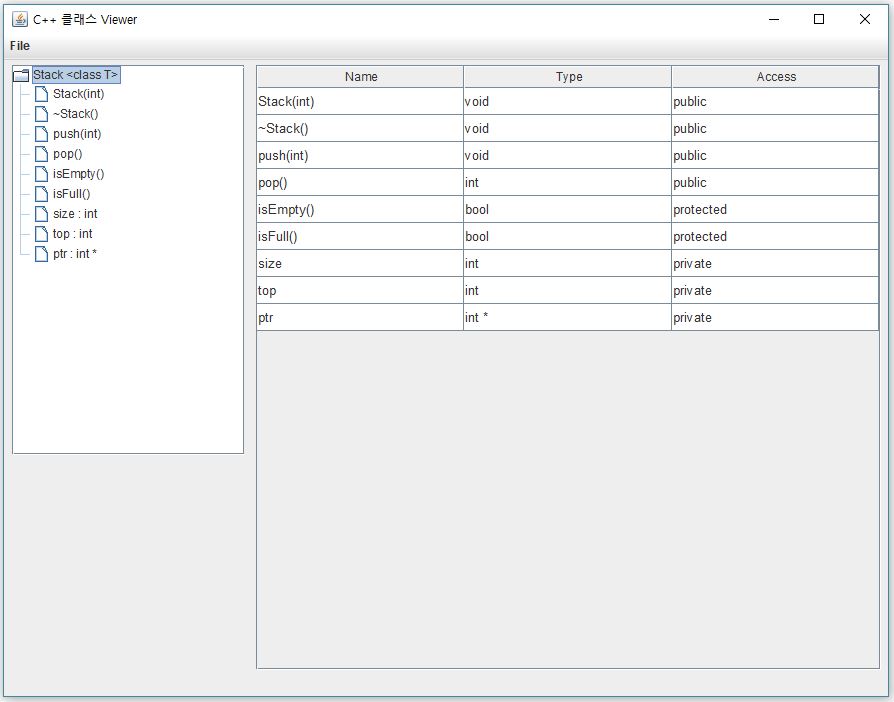 C++ 클래스 Viewer
File
Stack <class T>
Stack(int)
~Stack()
push(int)
pop()
isEmpty()
isFull()
size : int
top : int
ptr : int *
Name Type Access
Stack(int) void public
~Stack() void public
push(int) void public
pop() int public
isEmpty() bool protected
isFull() bool protected
size int private
top int private
ptr int * private